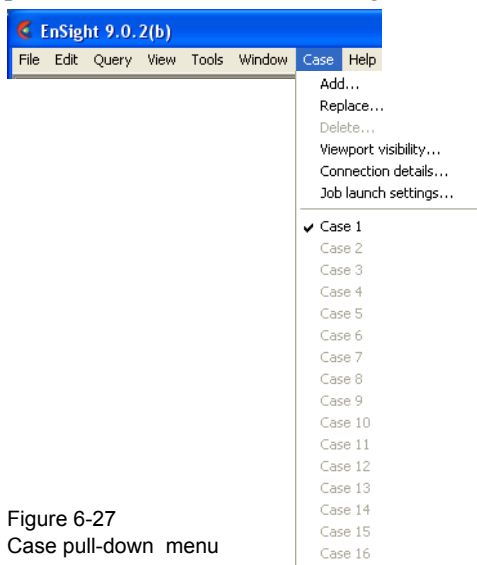 EnSight 9.0.2(b)
File Edit Query View Tools Window Case Help
Add...
Replace...
Delete...
Viewport visibility...
Connection details...
Job launch settings...
Case 1
Case 2
Case 3
Case 4
Case 5
Case 6
Case 7
Case 8
Case 9
Case 10
Case 11
Case 12
Case 13
Case 14
Case 15
Case 16
Figure 6-27
Case pull-down menu